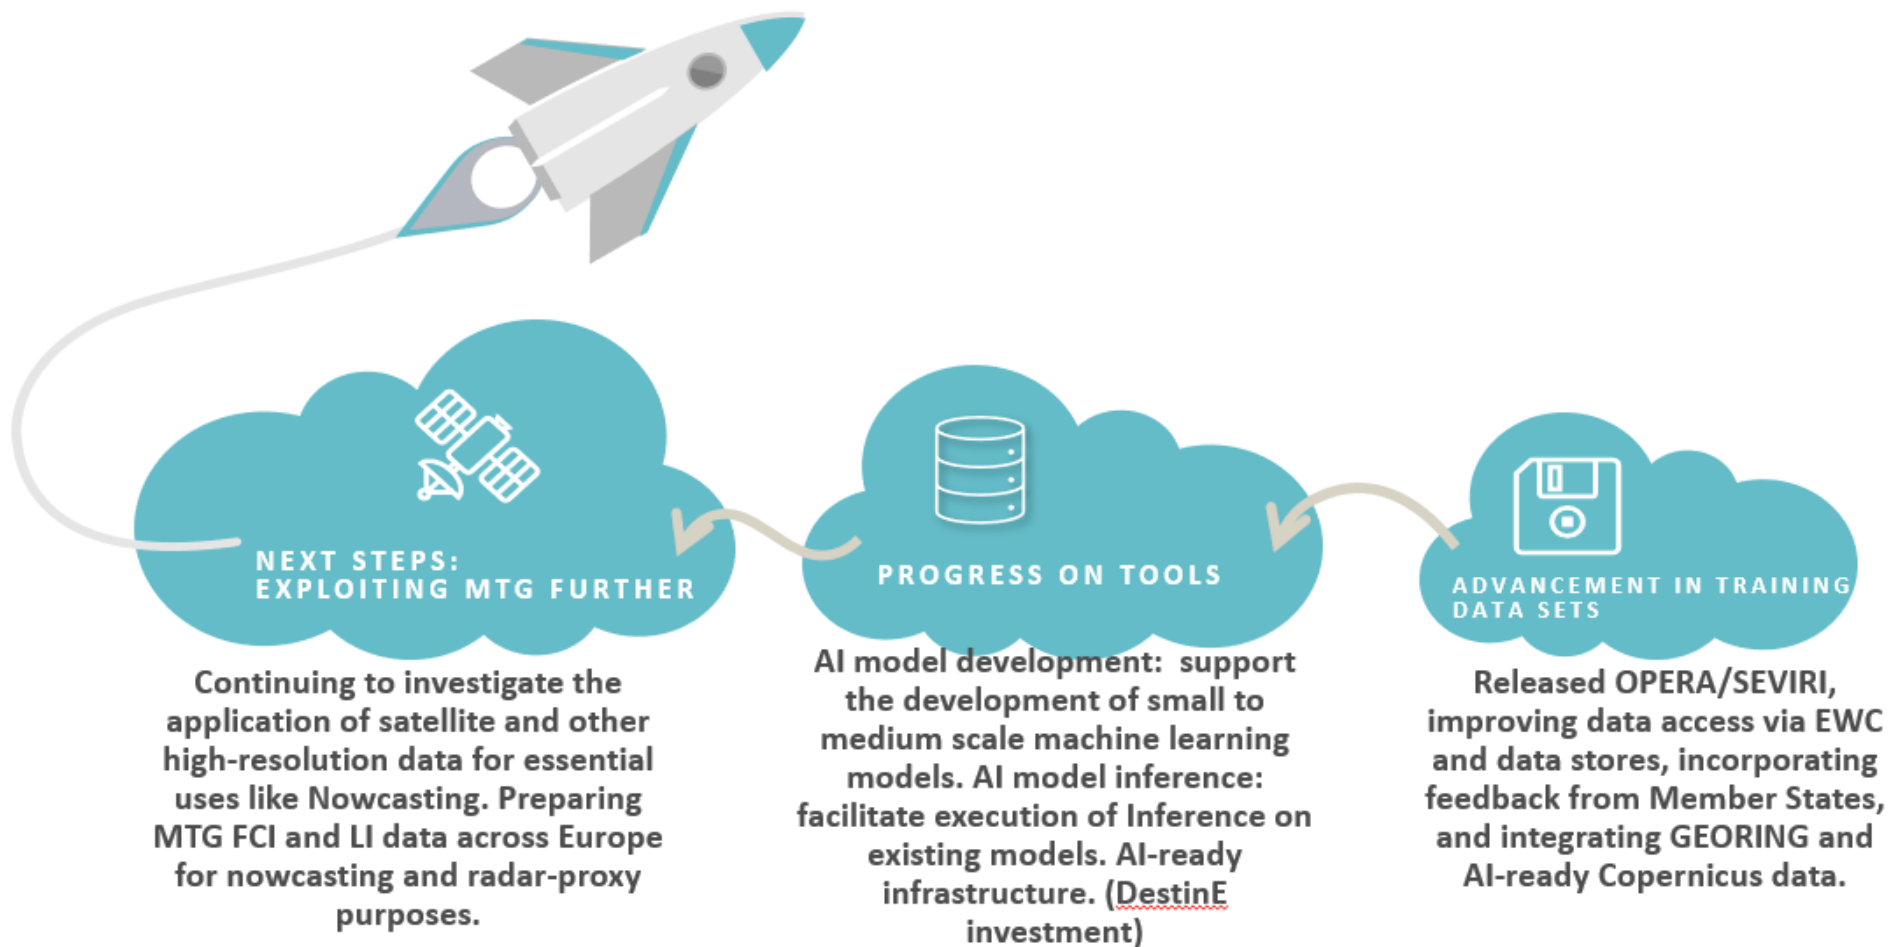 NEXT STEPS:
EXPLOITING MTG FURTHER
Continuing to investigate the
application of satellite and other
high-resolution data for essential
uses like Nowcasting. Preparing
MTG FCI and LI data across Europe
for nowcasting and radar-proxy
purposes.
PROGRESS ON TOOLS
AI model development:  support
the development of small to
medium scale machine learning
models. AI model inference:
facilitate execution of Inference on
existing models. AI-ready
infrastructure. (DestinE
investment)
ADVANCEMENT IN TRAINING
DATA SETS
Released OPERA/SEVIRI,
improving data access via EWC
and data stores, incorporating
feedback from Member States,
and integrating GEORING and
AI-ready Copernicus data.